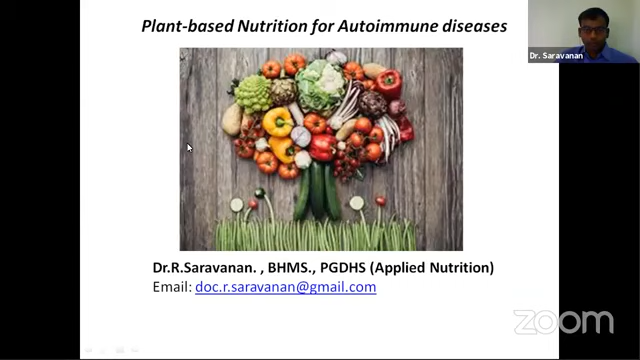 Plant-based Nutrition for Autoimmune diseases
Dr. Saravanan
Dr.R.Saravanan. , BHMS., PGDHS (Applied Nutrition)
Email: doc.r.saravanan@gmail.com
zoom